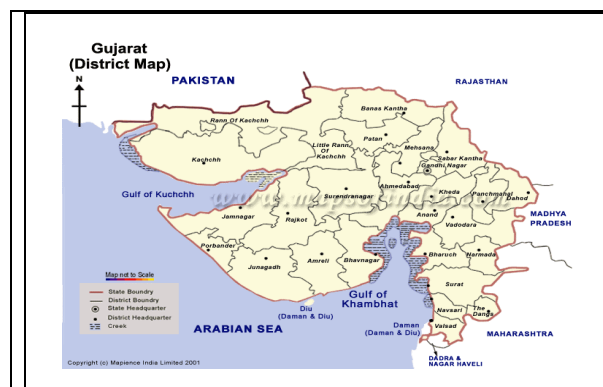 Gujarat
(District Map)
N
PAKISTAN
RAJASTHAN
Banas Kantha
Rann Of Kachchh
Patan
Little Rann
Of
Kachchh
Mehsana
Sabar Kantha
Kachchh
Gandhi Nagar
Gulf of Kuchchh
www.mapsofindia.com
Surendranagar
Ahmedabad
Kheda
Panchmahal
Dahod
Jamnagar
Rajkot
Anand
Vadodara
MADHYA
PRADESH
Porbander
Junagadh
Amreli
Bhavnagar
Bharuch
Nermada
Map not to Scale
State Boundry
District Boundry
State Headquarter
District Headquarter
Creek
Gulf of
Khambhat
Surat
Diu
(Daman & Diu)
Navsari
The
Dangs
ARABIAN SEA
Daman
(Daman & Diu)
Valsad
MAHARASHTRA
DADRA &
NAGAR HAVELI
Copyright (c) Mapience India Limited 2001